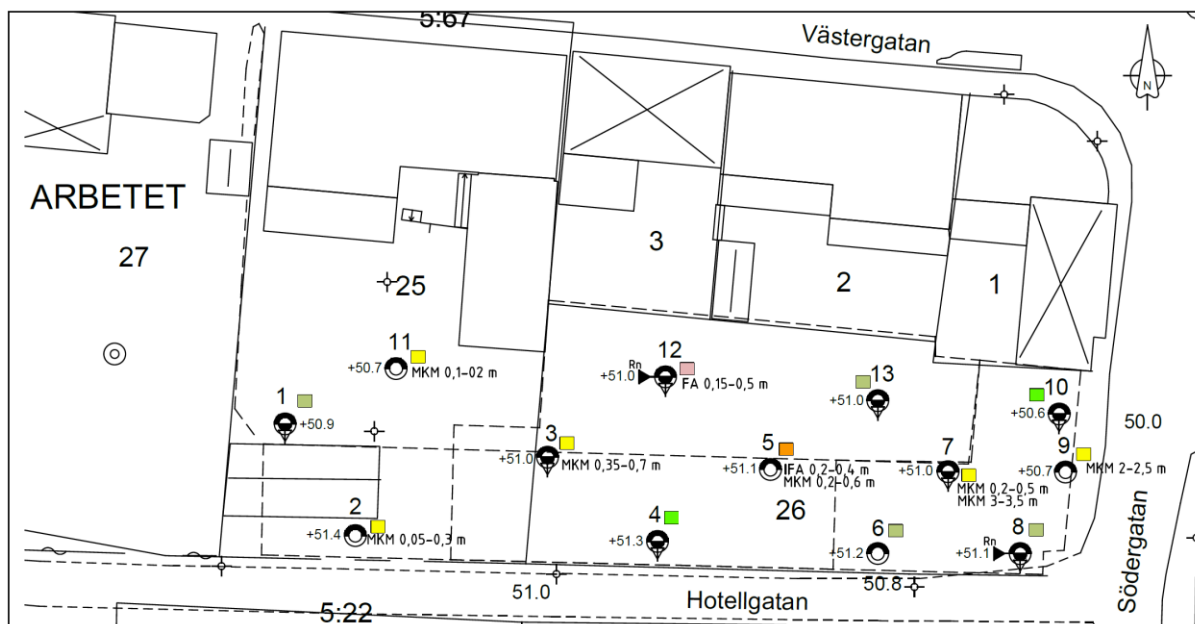 5:67
Västergatan
N
ARBETET
27
25
3
2
1
11
+50.7
MKM 0,1-02 m
12
Rn
+51.0
FA 0,15-0,5 m
13
+51.0
10
+50.6
1
+50.9
50.0
3
+51.0
MKM 0,35-0,7 m
5
+51.1
IFA 0,2-0,4 m
MKM 0,2-0,6 m
7
+51.0
MKM 0,2-0,5 m
MKM 3-3,5 m
9
+50.7
MKM 2-2,5 m
26
2
+51.4
MKM 0,05-0,3 m
4
+51.3
6
+51.2
8
Rn
+51.1
50.8
51.0
Hotellgatan
Södergatan
5:22